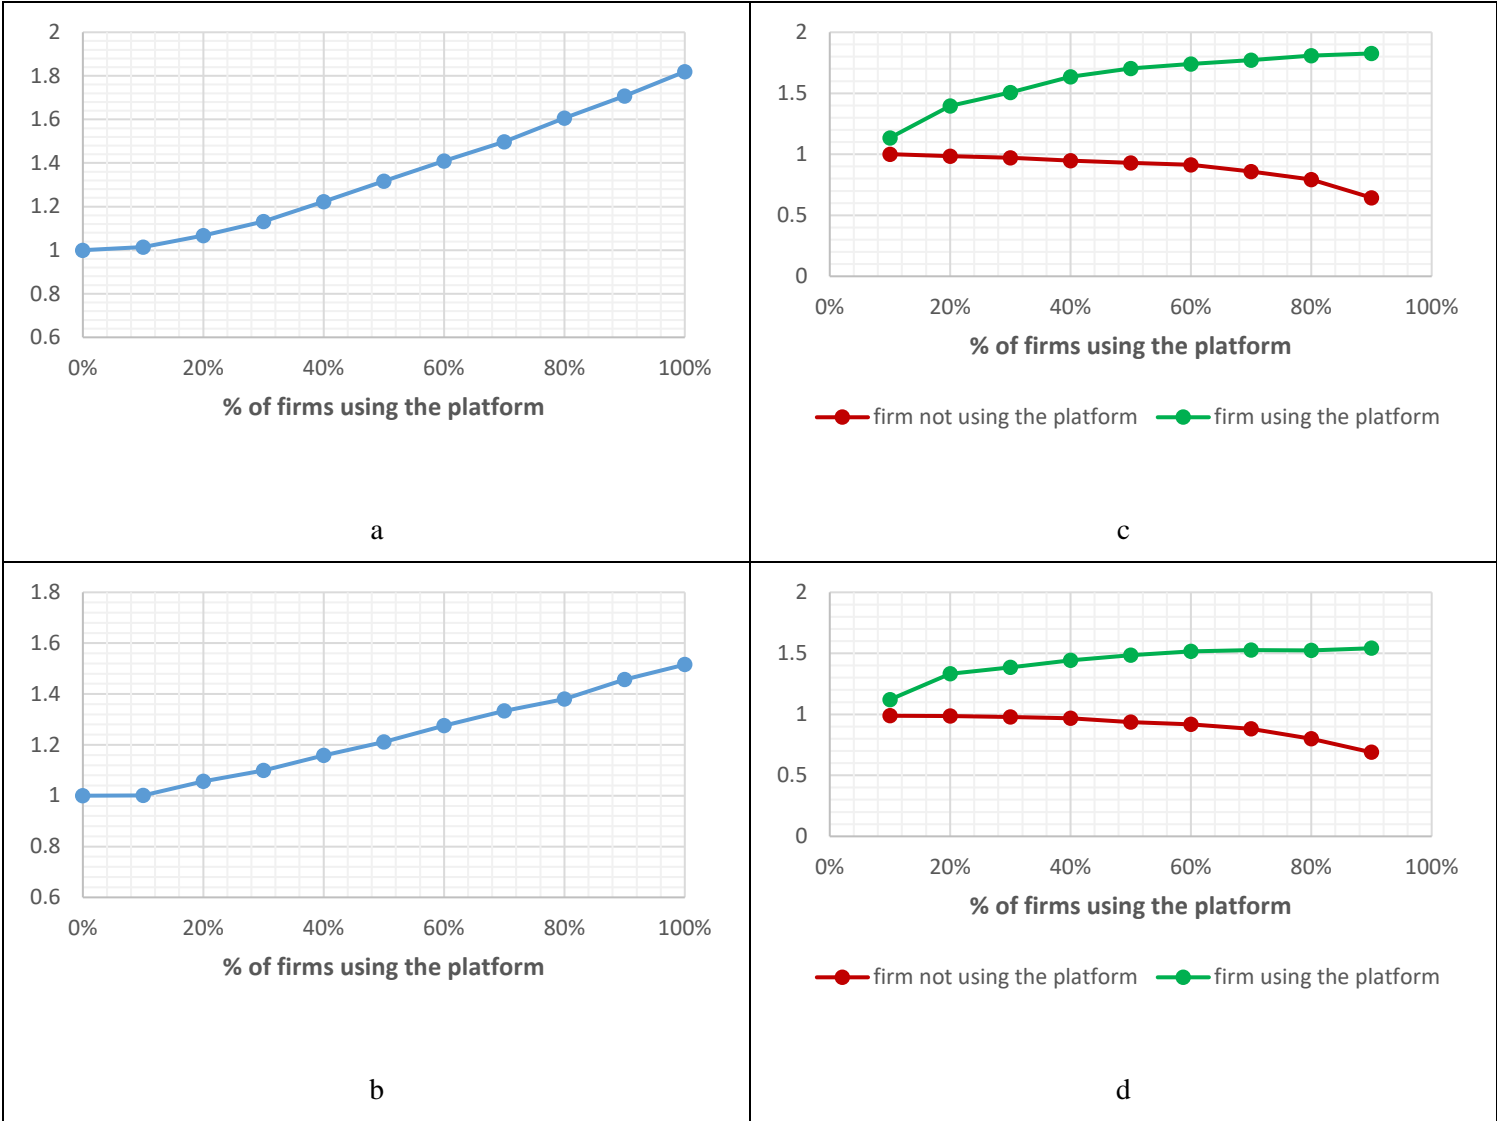 2
1.8
1.6
1.4
1.2
1
0.8
0.6
0% 20% 40% 60% 80% 100%
% of firms using the platform
a
2
1.5
1
0.5
0
0% 20% 40% 60% 80% 100%
% of firms using the platform
firm not using the platform firm using the platform
c
1.8
1.6
1.4
1.2
1
0.8
0.6
0% 20% 40% 60% 80% 100%
% of firms using the platform
b
2
1.5
1
0.5
0
0% 20% 40% 60% 80% 100%
% of firms using the platform
firm not using the platform firm using the platform
d